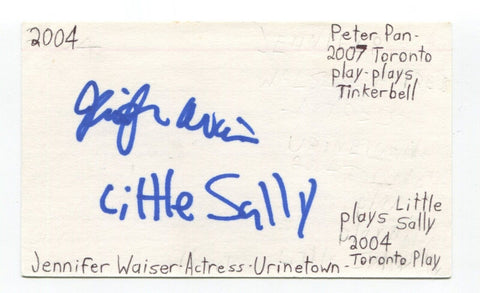 2004
Peter Pan-
2007 Toronto
play-plays
Tinkerbell
Little Sally
plays Little
Sally
2004
Jennifer Waiser·Actress·Urinetown-
Toronto Play